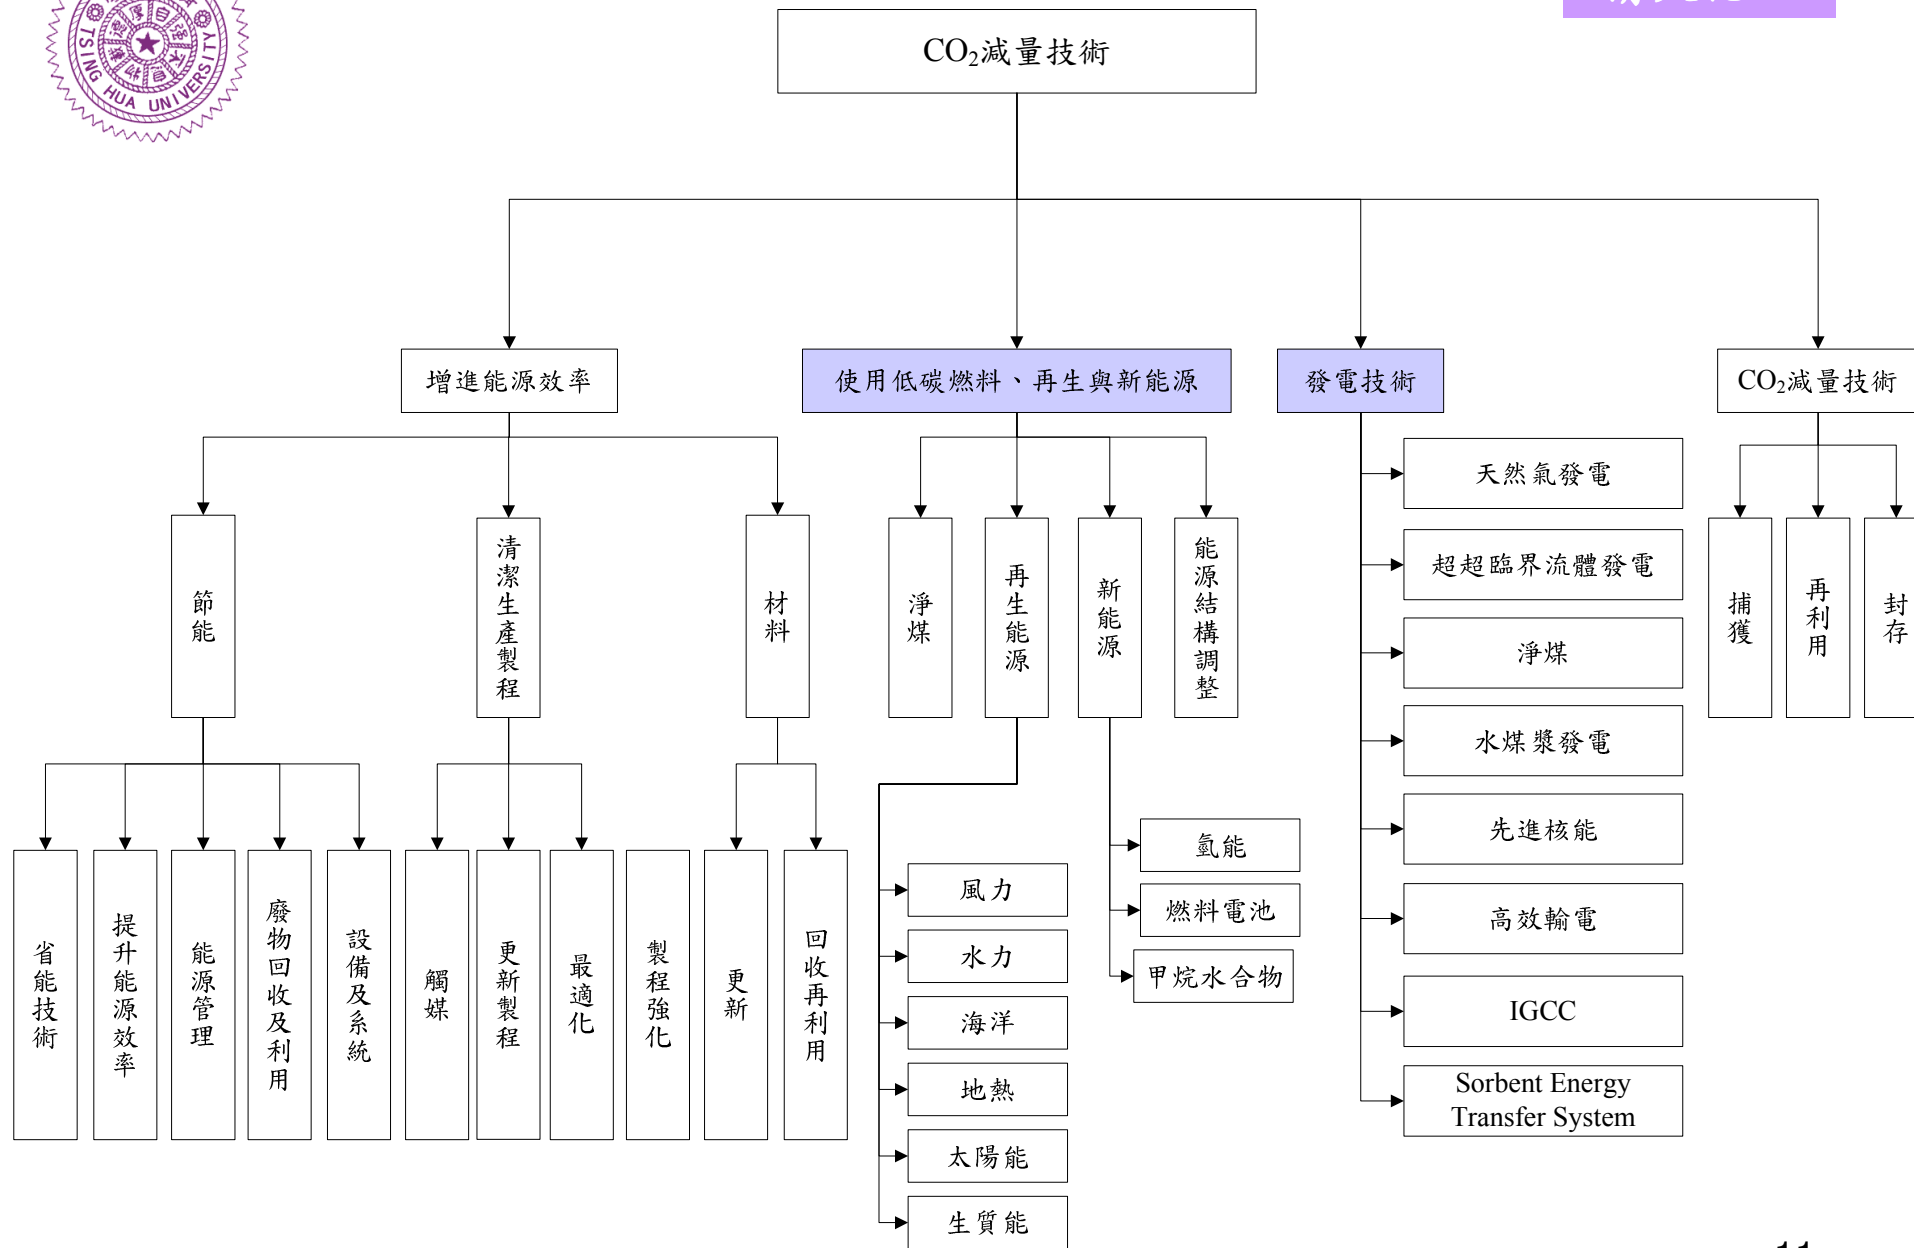 TSING HUA UNIVERSITY
CO₂減量技術
增進能源效率
使用低碳燃料、再生與新能源
發電技術
CO₂減量技術
節能
清潔生產製程
材料
淨煤
再生能源
新能源
能源結構調整
捕獲
再利用
封存
省能技術
提升能源效率
能源管理
廢物回收及利用
設備及系統
觸媒
更新製程
最適化
製程強化
更新
回收再利用
風力
水力
海洋
地熱
太陽能
生質能
氫能
燃料電池
甲烷水合物
天然氣發電
超超臨界流體發電
淨煤
水煤漿發電
先進核能
高效輸電
IGCC
Sorbent Energy
Transfer System